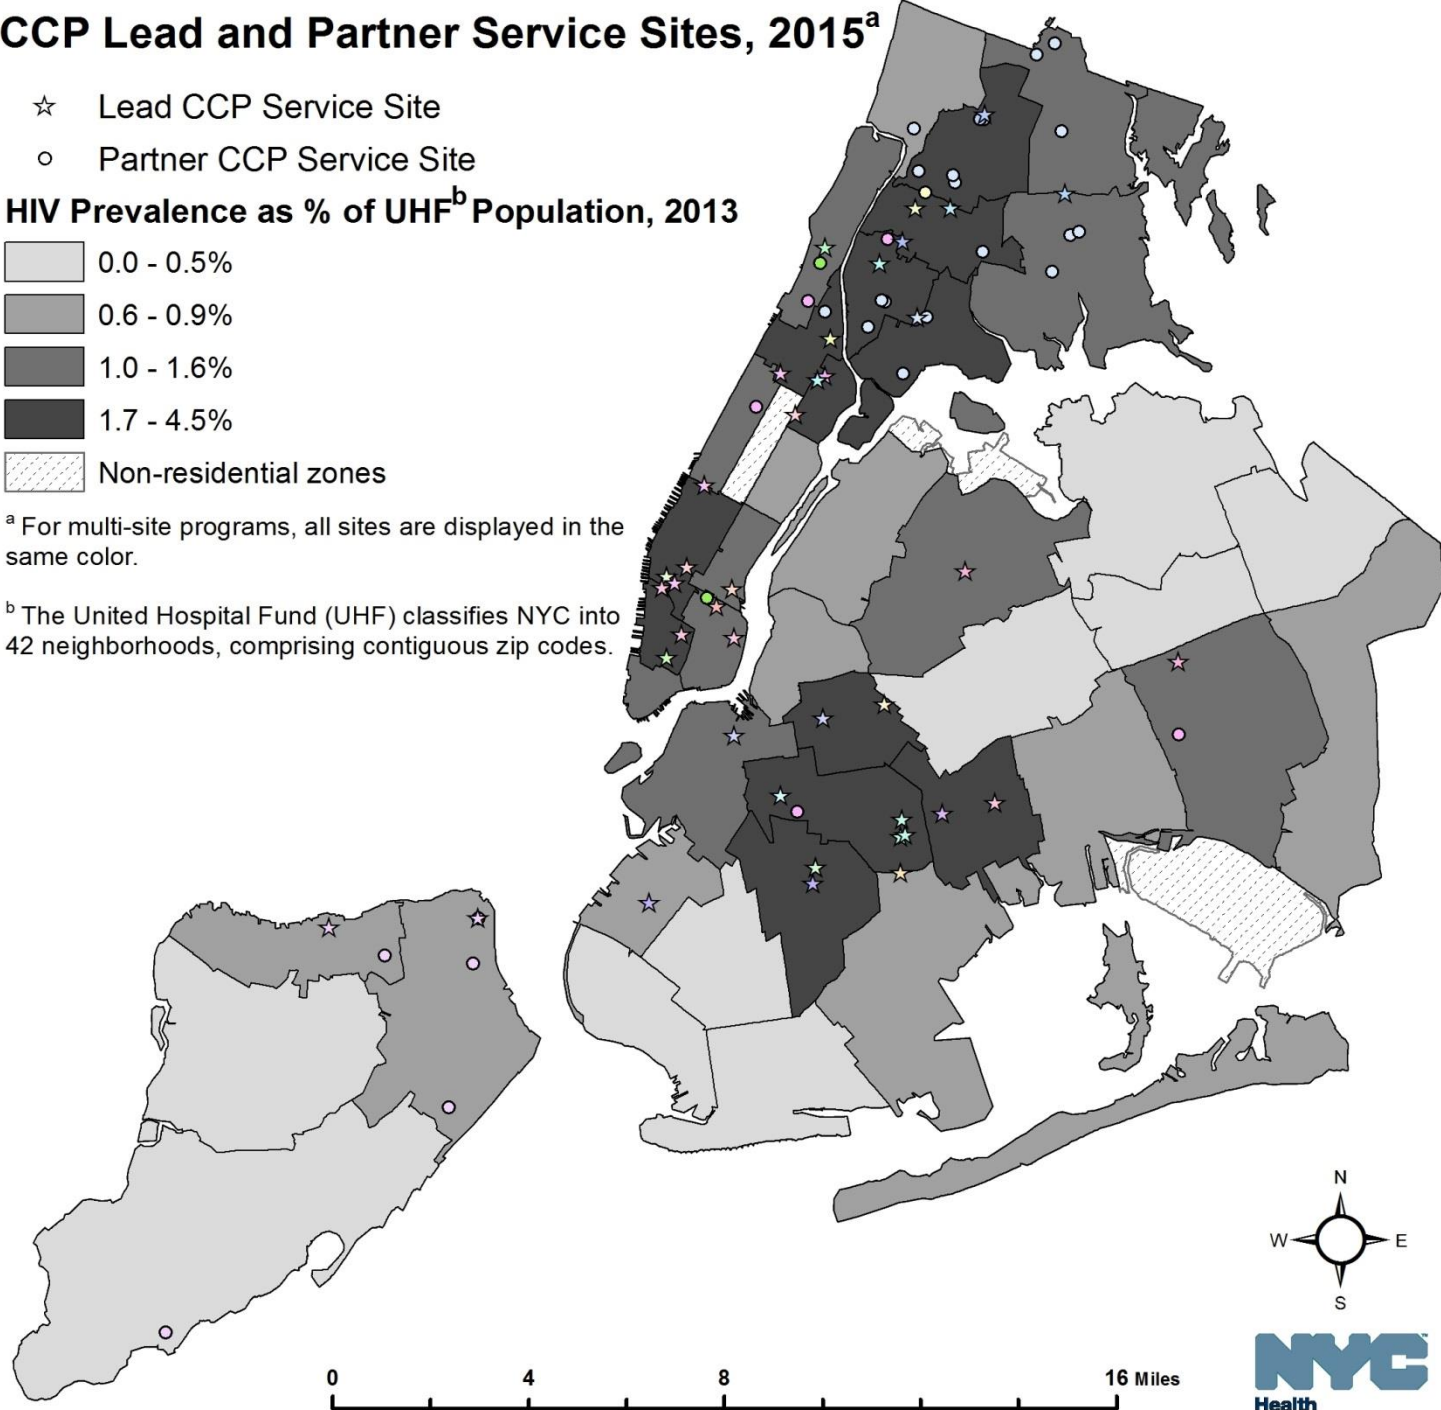 CCP Lead and Partner Service Sites, 2015a
Lead CCP Service Site
Partner CCP Service Site
HIV Prevalence as % of UHFb Population, 2013
0.0 - 0.5%
0.6 - 0.9%
1.0 - 1.6%
1.7 - 4.5%
Non-residential zones
a For multi-site programs, all sites are displayed in the
same color.
b The United Hospital Fund (UHF) classifies NYC into
42 neighborhoods, comprising contiguous zip codes.
N
W E
S
0 4 8 16 Miles
NYC
Health